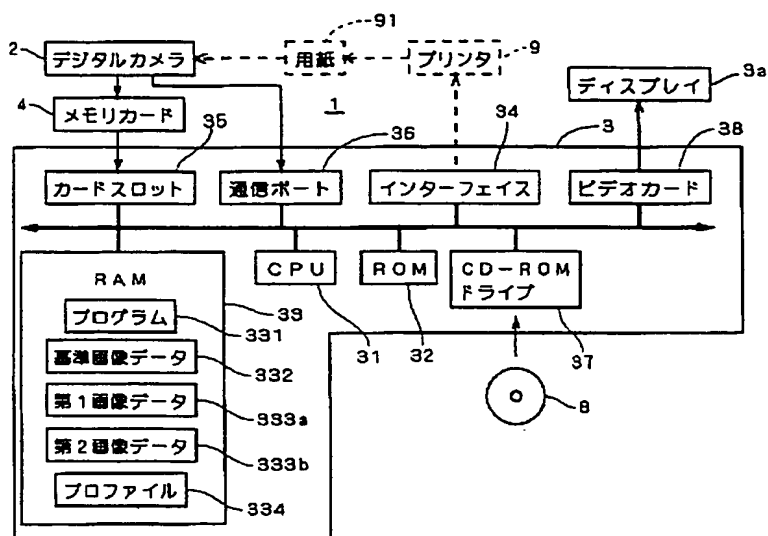 91
2
デジタルカメラ
用紙
プリンタ
9
ディスプレイ
9a
4
メモリカード
1
35
36
34
3
38
カードスロット
通信ポート
インターフェイス
ビデオカード
RAM
CPU
ROM
CD-ROM
ドライブ
33
31
32
37
プログラム
331
基準画像データ
332
第1画像データ
333a
第2画像データ
333b
プロファイル
334
8